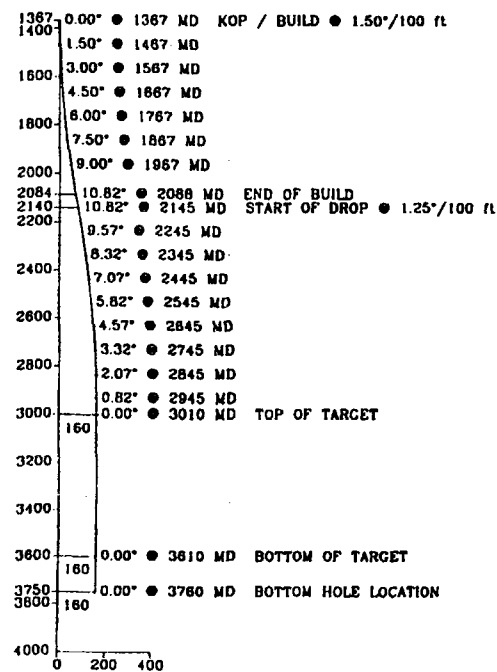 1367 0.00° ● 1367 MD KOP / BUILD ● 1.50°/100 ft
1400 1.50° ● 1467 MD
3.00° ● 1567 MD
1600
4.50° ● 1667 MD
6.00° ● 1767 MD
1800
7.50° ● 1867 MD
9.00° ● 1967 MD
2000
2084 10.82° ● 2088 MD END OF BUILD
2140 10.82° ● 2145 MD START OF DROP ● 1.25°/100 ft
2200
9.57° ● 2245 MD
8.32° ● 2345 MD
2400
7.07° ● 2445 MD
5.82° ● 2545 MD
2600
4.57° ● 2645 MD
3.32° ● 2745 MD
2800
2.07° ● 2845 MD
0.82° ● 2945 MD
3000 0.00° ● 3010 MD TOP OF TARGET
160
3200
3400
3600 0.00° ● 3610 MD BOTTOM OF TARGET
160
3750 0.00° ● 3760 MD BOTTOM HOLE LOCATION
3800 160
4000
0 200 400